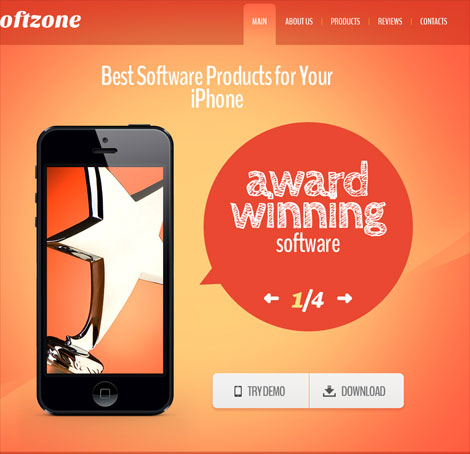 oftzone
MAIN
ABOUT US
PRODUCTS
REVIEWS
CONTACTS
Best Software Products for Your
iPhone
award
winning
software
1/4
TRY DEMO
DOWNLOAD